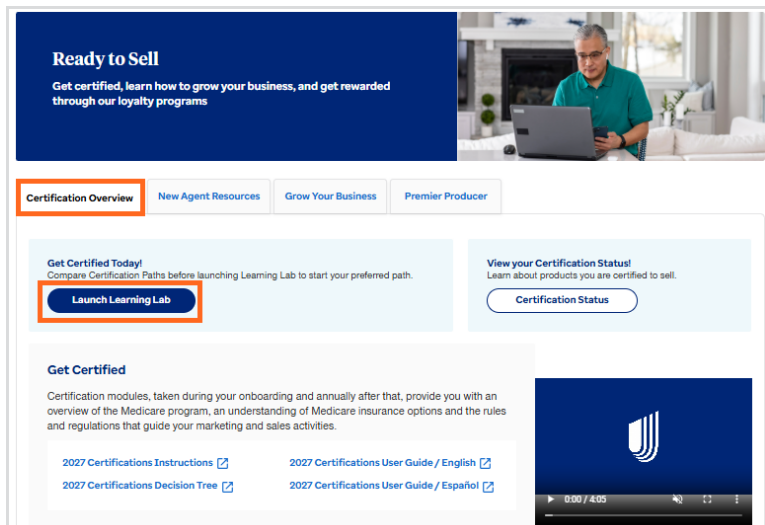 Ready to Sell
Get certified, learn how to grow your business, and get rewarded
through our loyalty programs
Certification Overview
New Agent Resources
Grow Your Business
Premier Producer
Get Certified Today!
Compare Certification Paths before launching Learning Lab to start your preferred path.
Launch Learning Lab
View your Certification Status!
Learn about products you are certified to sell.
Certification Status
Get Certified
Certification modules, taken during your onboarding and annually after that, provide you with an
overview of the Medicare program, an understanding of Medicare insurance options and the rules
and regulations that guide your marketing and sales activities.
2027 Certifications Instructions
2027 Certifications User Guide / English
2027 Certifications Decision Tree
2027 Certifications User Guide / Español
0:00 / 4:05